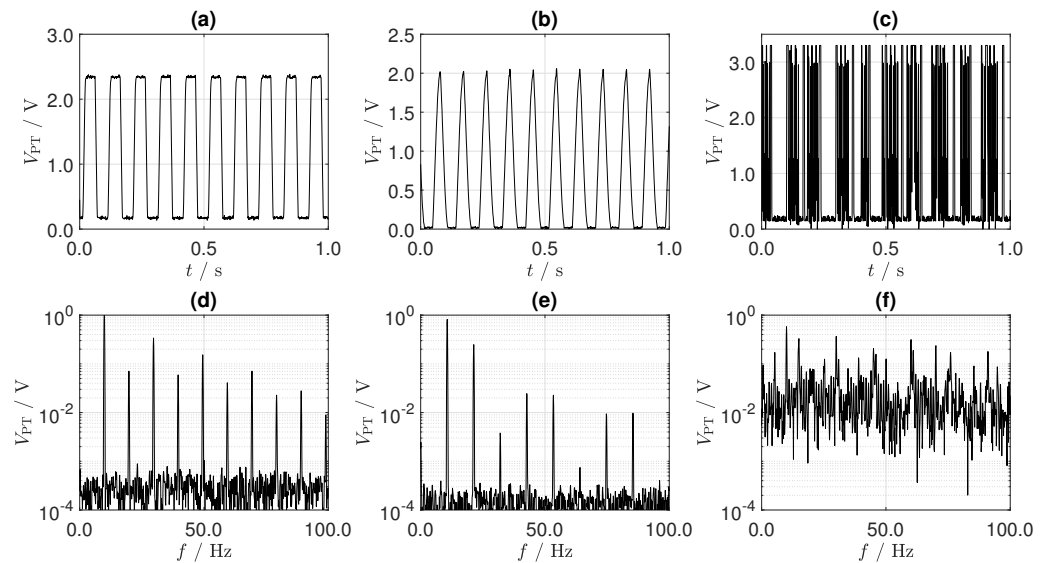 (a)
3.0
2.0
1.0
0.0
V_PT / V
0.0 0.5 1.0
t / s
(b)
2.5
2.0
1.5
1.0
0.5
0.0
V_PT / V
0.0 0.5 1.0
t / s
(c)
3.0
2.0
1.0
0.0
V_PT / V
0.0 0.5 1.0
t / s
(d)
10^0
10^-2
10^-4
V_PT / V
0.0 50.0 100.0
f / Hz
(e)
10^0
10^-2
10^-4
V_PT / V
0.0 50.0 100.0
f / Hz
(f)
10^0
10^-2
10^-4
V_PT / V
0.0 50.0 100.0
f / Hz